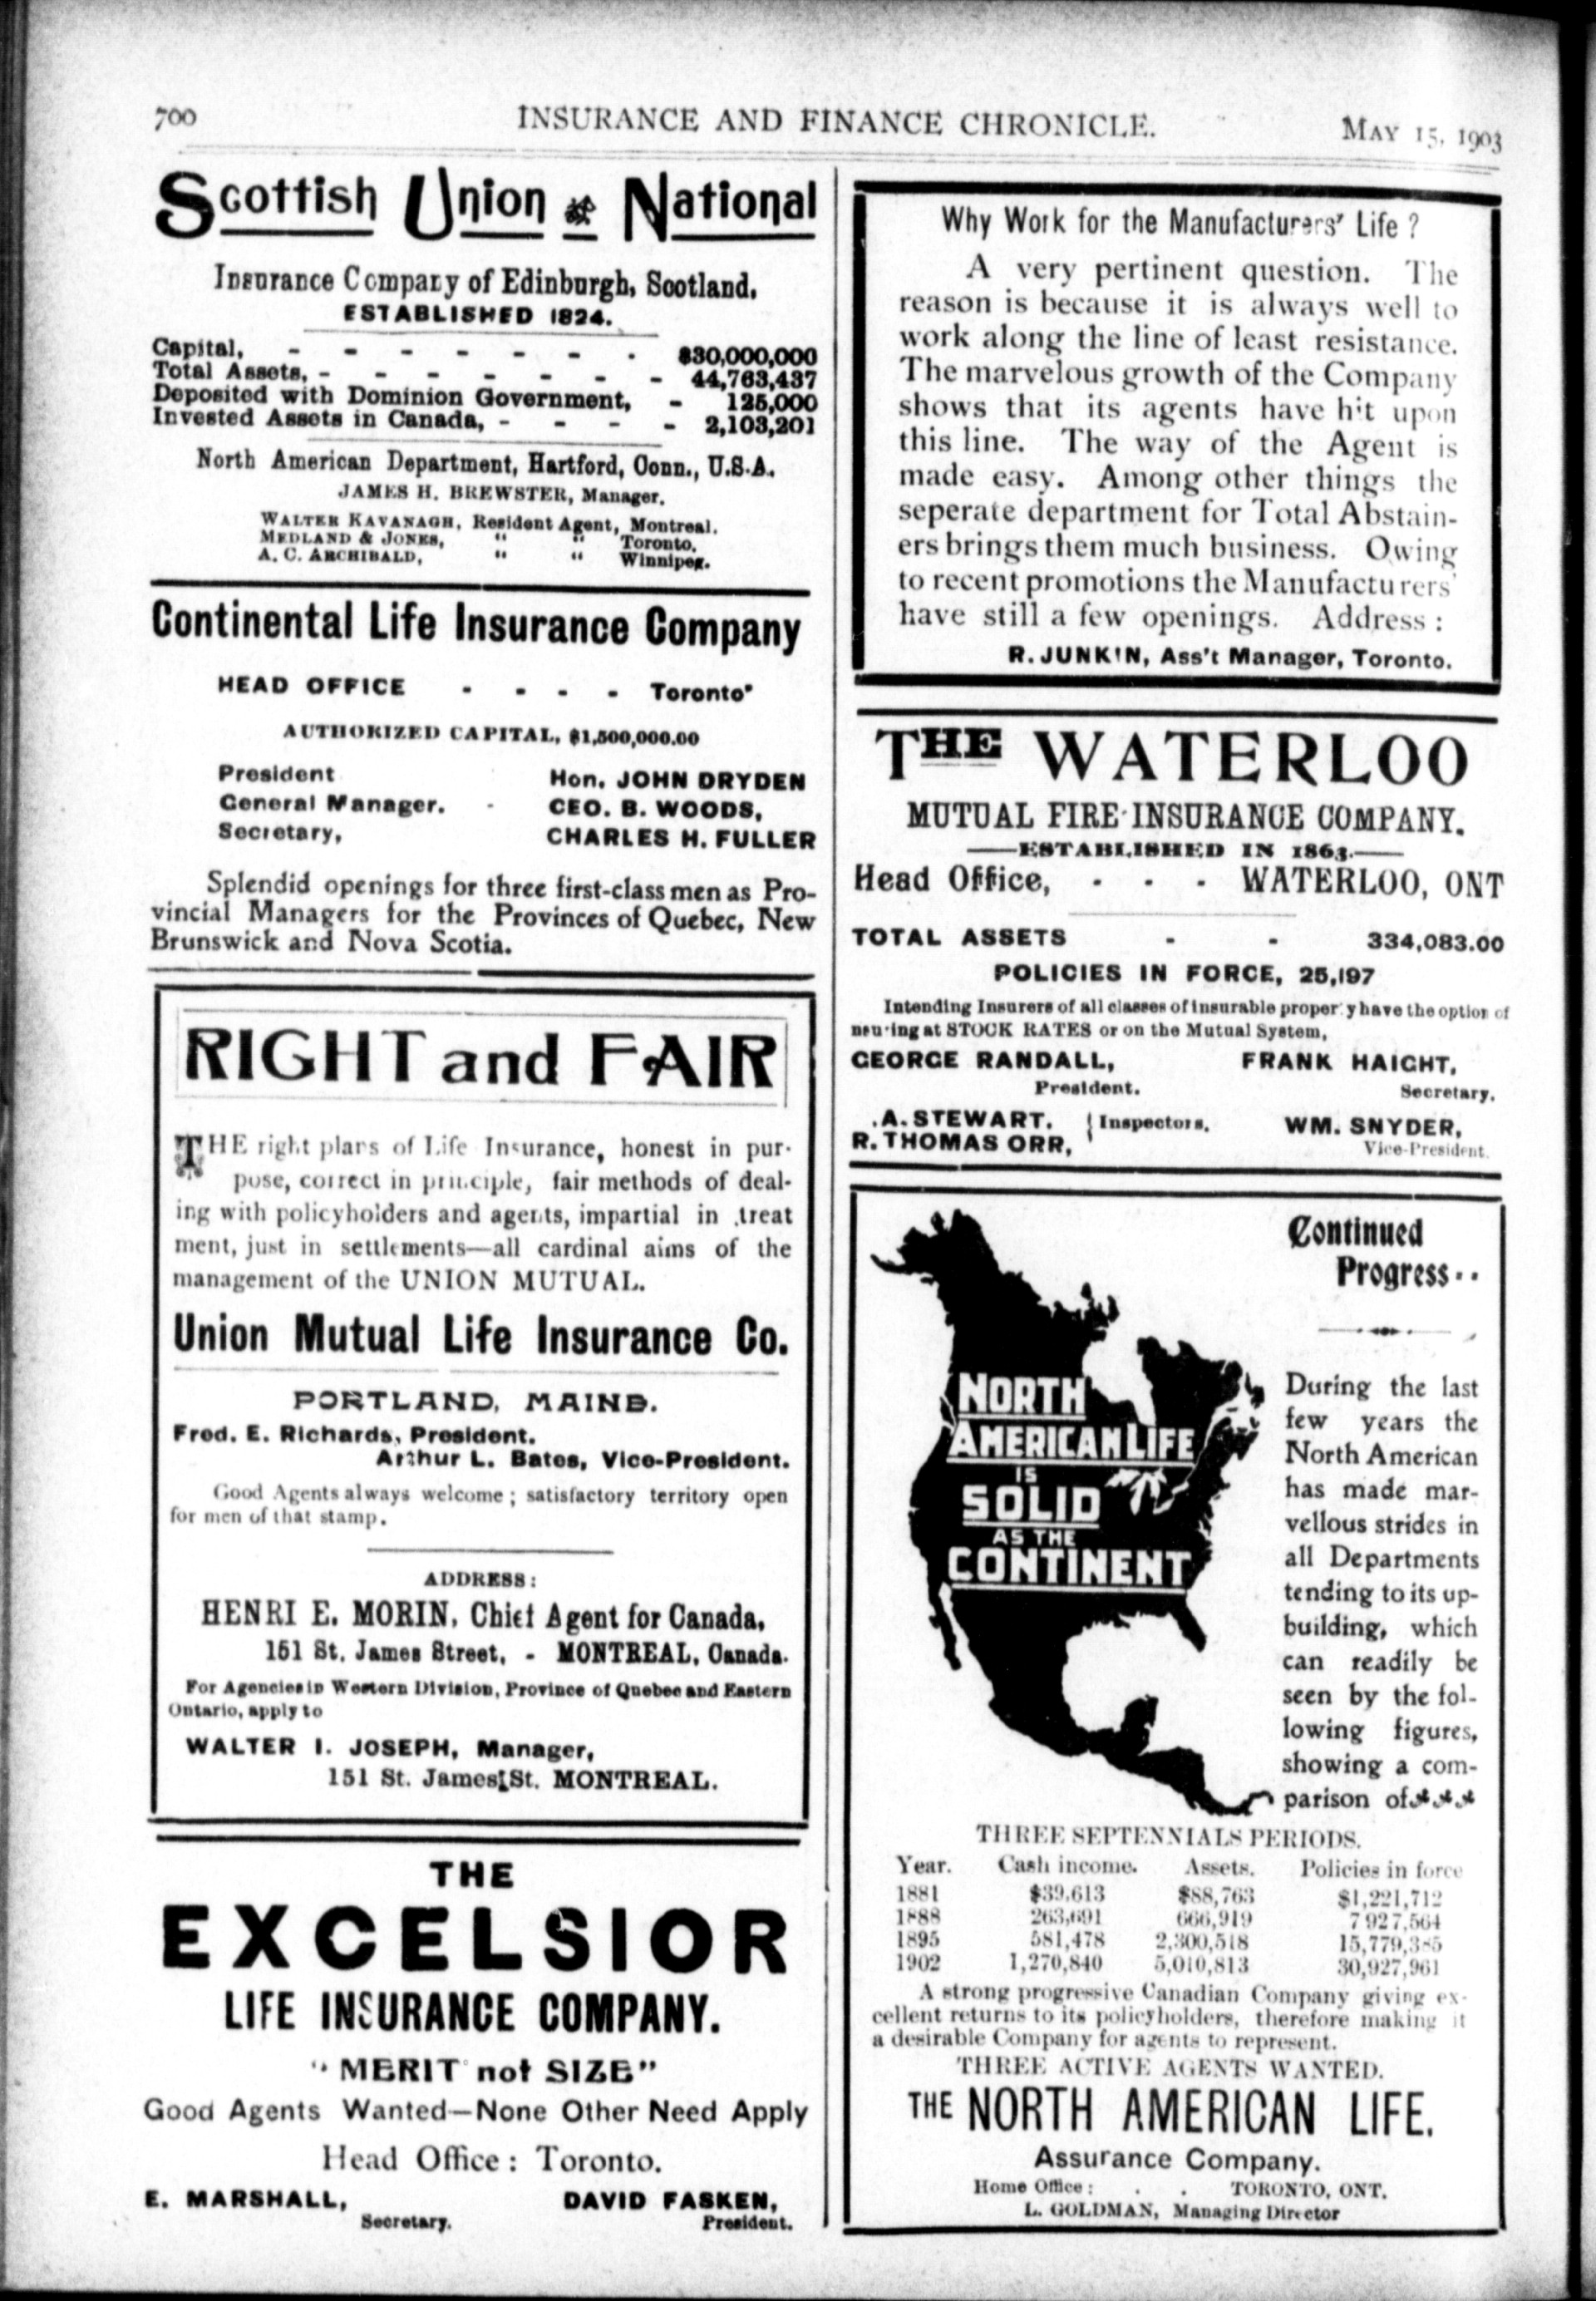 700 INSURANCE AND FINANCE CHRONICLE. MAY 15, 1903
Scottish Union & National
Insurance Company of Edinburgh, Scotland.
ESTABLISHED 1824.
Capital, - - - - - - - $30,000,000
Total Assets, - - - - - - - 44,763,437
Deposited with Dominion Government, - 125,000
Invested Assets in Canada, - - - - 2,103,201
North American Department, Hartford, Conn., U.S.A.
JAMES H. BREWSTER, Manager.
WALTER KAVANAGH, Resident Agent, Montreal.
MEDLAND & JONES, " " Toronto.
A. C. ARCHIBALD, " " Winnipeg.
Continental Life Insurance Company
HEAD OFFICE - - - - Toronto
AUTHORIZED CAPITAL, $1,500,000.00
President Hon. JOHN DRYDEN
General Manager. - GEO. B. WOODS,
Secretary, CHARLES H. FULLER
Splendid openings for three first-class men as Pro-
vincial Managers for the Provinces of Quebec, New
Brunswick and Nova Scotia.
RIGHT and FAIR
THE right plans of Life Insurance, honest in pur-
pose, correct in principle, fair methods of deal-
ing with policyholders and agents, impartial in treat
ment, just in settlements—all cardinal aims of the
management of the UNION MUTUAL.
Union Mutual Life Insurance Co.
PORTLAND, MAINE.
Fred. E. Richards, President.
Arthur L. Bates, Vice-President.
Good Agents always welcome; satisfactory territory open
for men of that stamp.
ADDRESS:
HENRI E. MORIN, Chief Agent for Canada,
151 St. James Street, - MONTREAL, Canada.
For Agencies in Western Division, Province of Quebec and Eastern
Ontario, apply to
WALTER I. JOSEPH, Manager,
151 St. James St. MONTREAL.
THE
EXCELSIOR
LIFE INSURANCE COMPANY.
"MERIT not SIZE"
Good Agents Wanted—None Other Need Apply
Head Office: Toronto.
E. MARSHALL, DAVID FASKEN,
Secretary. President.
Why Work for the Manufacturers' Life?
A very pertinent question. The
reason is because it is always well to
work along the line of least resistance.
The marvelous growth of the Company
shows that its agents have hit upon
this line. The way of the Agent is
made easy. Among other things the
seperate department for Total Abstain-
ers brings them much business. Owing
to recent promotions the Manufacturers'
have still a few openings. Address:
R. JUNKIN, Ass't Manager, Toronto.
THE WATERLOO
MUTUAL FIRE INSURANCE COMPANY.
—ESTABLISHED IN 1863.—
Head Office, - - - WATERLOO, ONT
TOTAL ASSETS - - 334,083.00
POLICIES IN FORCE, 25,197
Intending Insurers of all classes of insurable property have the option of
nsuring at STOCK RATES or on the Mutual System,
GEORGE RANDALL, FRANK HAIGHT,
President. Secretary.
.A. STEWART. } Inspectors. WM. SNYDER,
R. THOMAS ORR, Vice-President.
Continued
Progress..
NORTH
AMERICAN LIFE
IS
SOLID
AS THE
CONTINENT
During the last
few years the
North American
has made mar-
vellous strides in
all Departments
tending to its up-
building, which
can readily be
seen by the fol-
lowing figures,
showing a com-
parison of
THREE SEPTENNIALS PERIODS.
Year. Cash income. Assets. Policies in force
1881 $39,613 $88,763 $1,221,712
1888 263,691 666,919 7 927,564
1895 581,478 2,300,518 15,779,385
1902 1,270,840 5,010,813 30,927,961
A strong progressive Canadian Company giving ex-
cellent returns to its policyholders, therefore making it
a desirable Company for agents to represent.
THREE ACTIVE AGENTS WANTED.
THE NORTH AMERICAN LIFE.
Assurance Company.
Home Office: . . TORONTO, ONT.
L. GOLDMAN, Managing Director